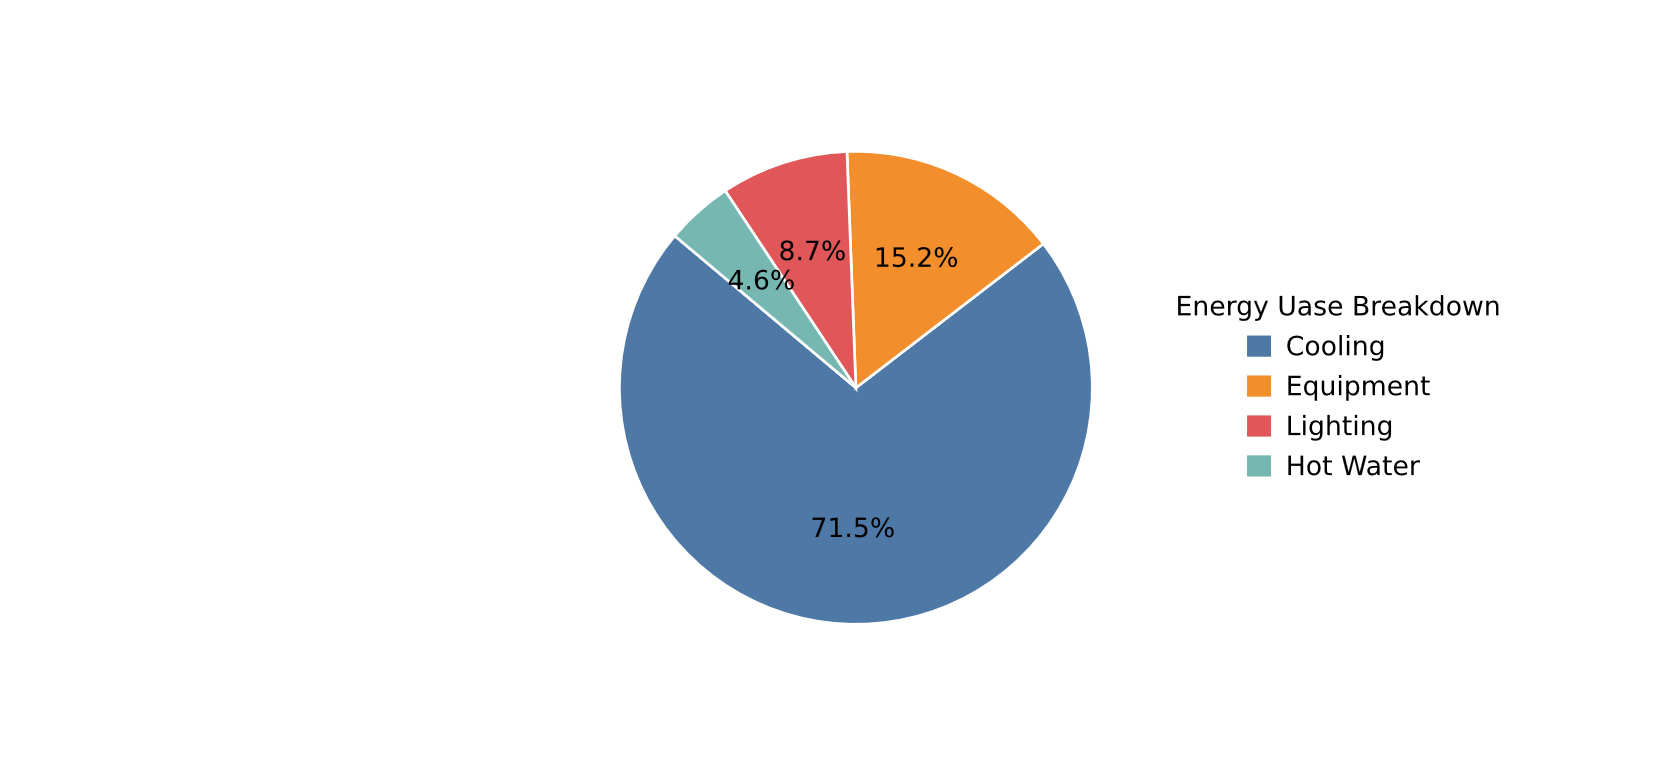 8.7%
15.2%
4.6%
71.5%
Energy Uase Breakdown
Cooling
Equipment
Lighting
Hot Water